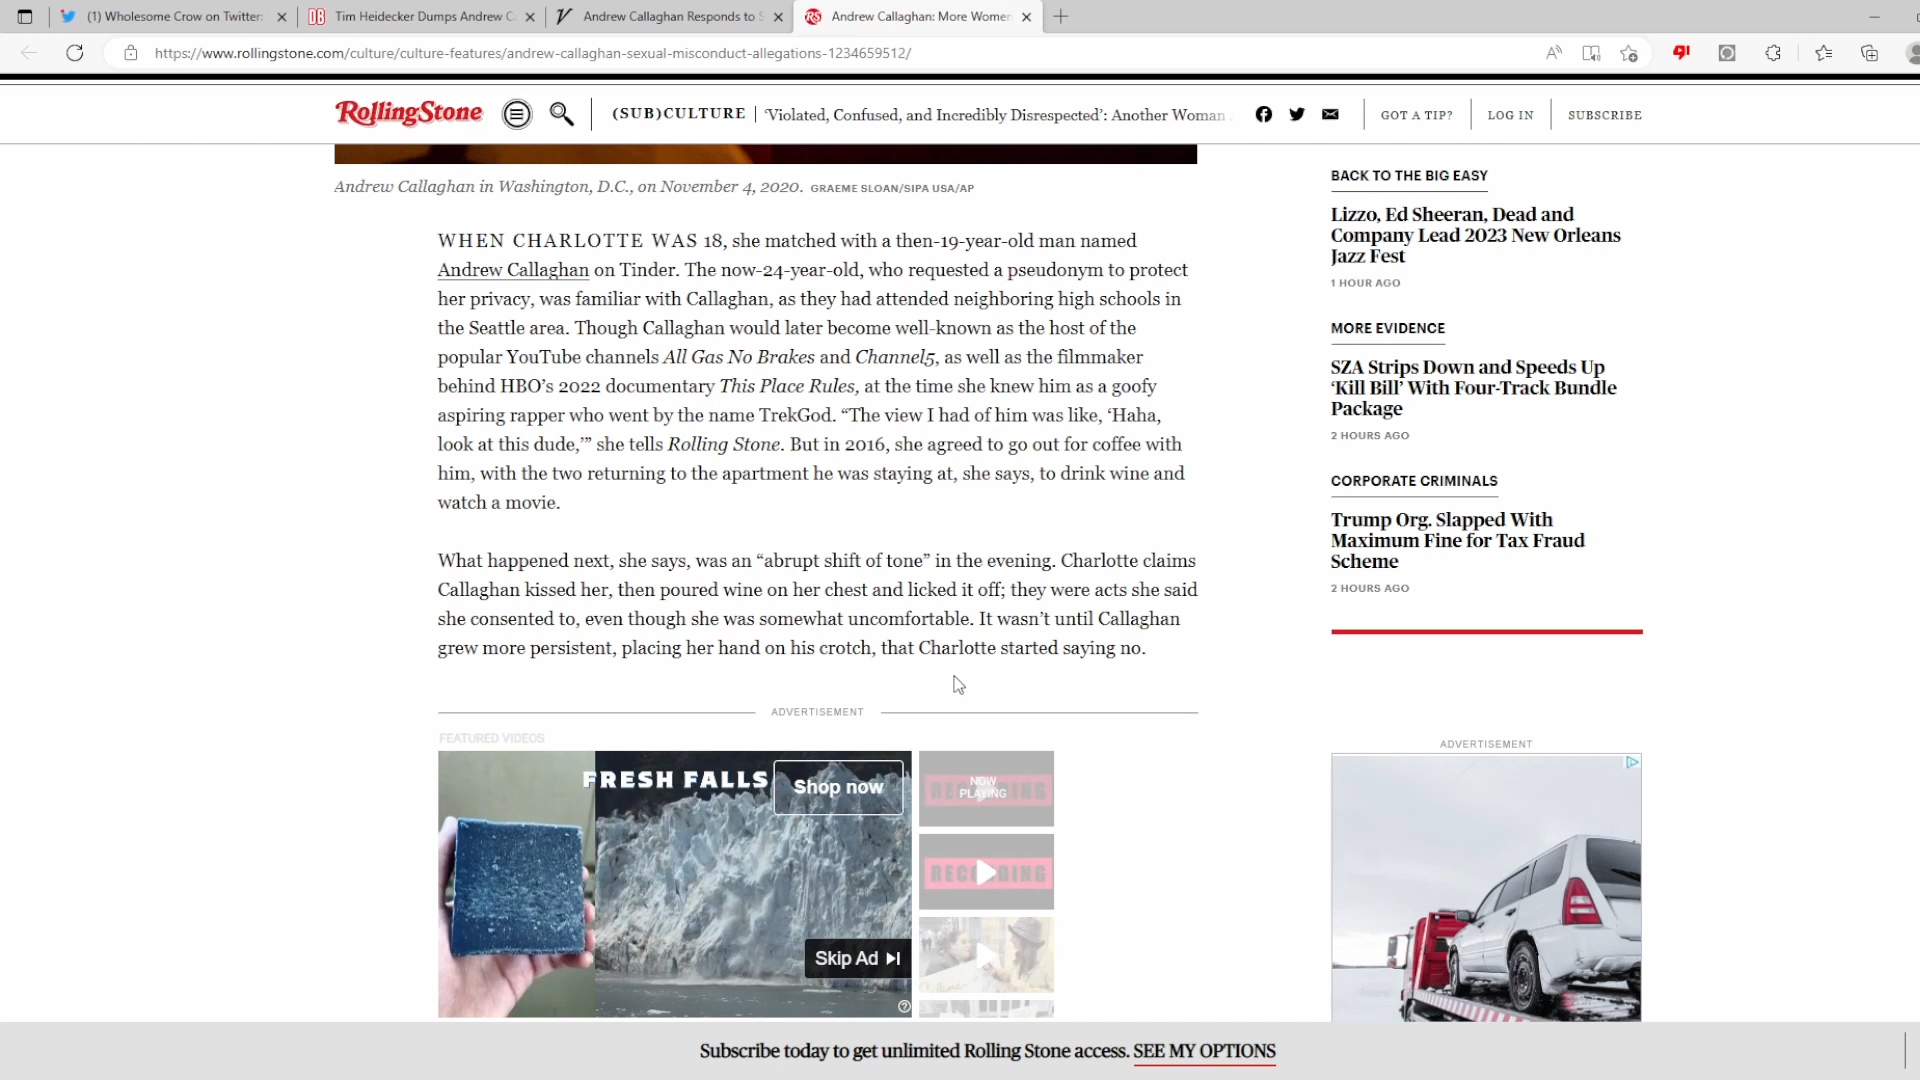 (1) Wholesome Crow on Twitter:
Tim Heidecker Dumps Andrew C
Andrew Callaghan Responds to S
Andrew Callaghan: More Women
https://www.rollingstone.com/culture/culture-features/andrew-callaghan-sexual-misconduct-allegations-1234659512/
RollingStone
(SUB)CULTURE
‘Violated, Confused, and Incredibly Disrespected’: Another Woman
GOT A TIP?
LOG IN
SUBSCRIBE
Andrew Callaghan in Washington, D.C., on November 4, 2020. GRAEME SLOAN/SIPA USA/AP
WHEN CHARLOTTE WAS 18, she matched with a then-19-year-old man named
Andrew Callaghan on Tinder. The now-24-year-old, who requested a pseudonym to protect
her privacy, was familiar with Callaghan, as they had attended neighboring high schools in
the Seattle area. Though Callaghan would later become well-known as the host of the
popular YouTube channels All Gas No Brakes and Channel5, as well as the filmmaker
behind HBO’s 2022 documentary This Place Rules, at the time she knew him as a goofy
aspiring rapper who went by the name TrekGod. “The view I had of him was like, ‘Haha,
look at this dude,’” she tells Rolling Stone. But in 2016, she agreed to go out for coffee with
him, with the two returning to the apartment he was staying at, she says, to drink wine and
watch a movie.
What happened next, she says, was an “abrupt shift of tone” in the evening. Charlotte claims
Callaghan kissed her, then poured wine on her chest and licked it off; they were acts she said
she consented to, even though she was somewhat uncomfortable. It wasn’t until Callaghan
grew more persistent, placing her hand on his crotch, that Charlotte started saying no.
ADVERTISEMENT
FEATURED VIDEOS
FRESH FALLS
Shop now
Skip Ad
NOW
PLAYING
RECORDING
BACK TO THE BIG EASY
Lizzo, Ed Sheeran, Dead and
Company Lead 2023 New Orleans
Jazz Fest
1 HOUR AGO
MORE EVIDENCE
SZA Strips Down and Speeds Up
‘Kill Bill’ With Four-Track Bundle
Package
2 HOURS AGO
CORPORATE CRIMINALS
Trump Org. Slapped With
Maximum Fine for Tax Fraud
Scheme
2 HOURS AGO
ADVERTISEMENT
Subscribe today to get unlimited Rolling Stone access. SEE MY OPTIONS